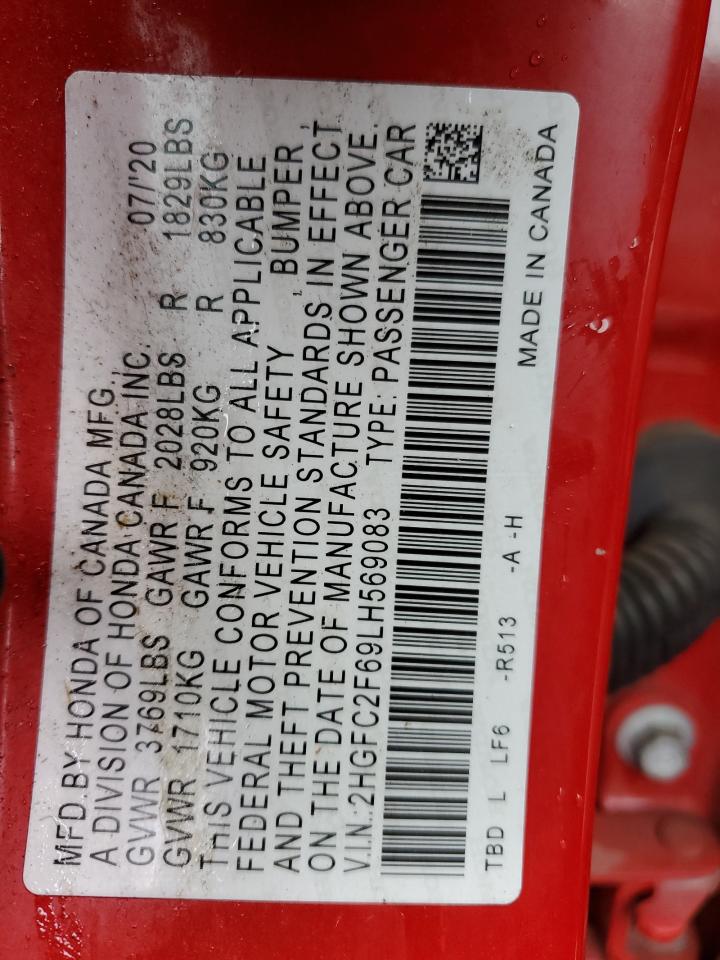 MFD.BY HONDA OF CANADA MFG. 07/'20
A DIVISION OF HONDA CANADA INC.
GVWR 3769LBS GAWR F 2028LBS R 1829LBS
GVWR 1710KG GAWR F 920KG R 830KG
THIS VEHICLE CONFORMS TO ALL APPLICABLE
FEDERAL MOTOR VEHICLE SAFETY, BUMPER,
AND THEFT PREVENTION STANDARDS IN EFFECT
ON THE DATE OF MANUFACTURE SHOWN ABOVE.
V.I.N.:2HGFC2F69LH569083 TYPE: PASSENGER CAR
TBD L LF6 -R513 -A -H
MADE IN CANADA